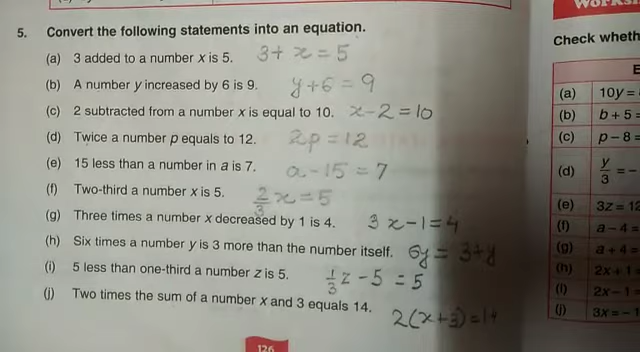 WORKS
5. Convert the following statements into an equation.
(a) 3 added to a number x is 5. 3 + x = 5
(b) A number y increased by 6 is 9. y + 6 = 9
(c) 2 subtracted from a number x is equal to 10. x - 2 = 10
(d) Twice a number p equals to 12. 2p = 12
(e) 15 less than a number in a is 7. a - 15 = 7
(f) Two-third a number x is 5. 2/3 x = 5
(g) Three times a number x decreased by 1 is 4. 3x - 1 = 4
(h) Six times a number y is 3 more than the number itself. 6y = 3 + y
(i) 5 less than one-third a number z is 5. 1/3 z - 5 = 5
(j) Two times the sum of a number x and 3 equals 14. 2(x + 3) = 14
126
Check wheth
E
(a) 10y =
(b) b + 5 =
(c) p – 8 =
(d) y/3 = –
(e) 3z = 12
(f) a – 4 =
(g) a + 4 =
(h) 2x + 1 =
(i) 2x – 1 =
(j) 3x = – 1